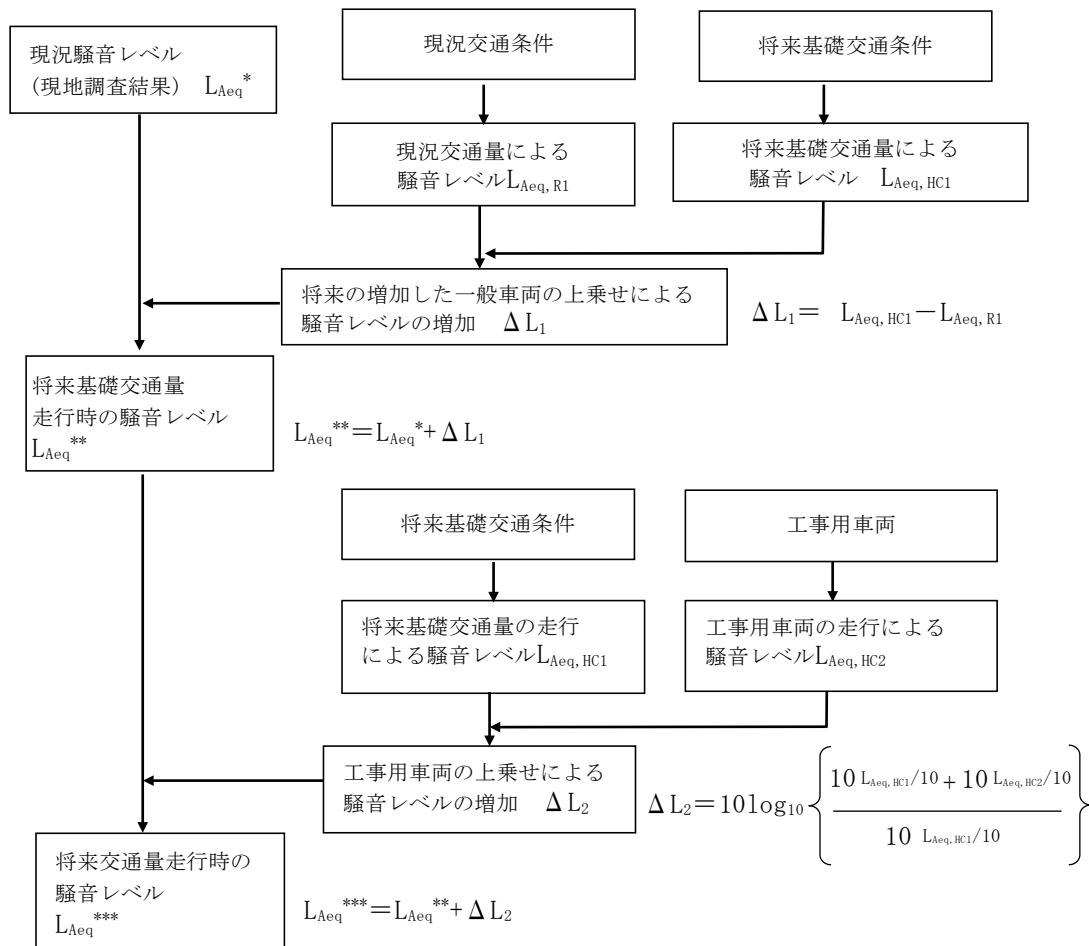 現況騒音レベル
(現地調査結果) LAeq*
現況交通条件
将来基礎交通条件
現況交通量による
騒音レベルLAeq,R1
将来基礎交通量による
騒音レベル LAeq,HC1
将来の増加した一般車両の上乗せによる
騒音レベルの増加 ΔL1
ΔL1= LAeq,HC1-LAeq,R1
将来基礎交通量
走行時の騒音レベル
LAeq**
LAeq**=LAeq*+ΔL1
将来基礎交通条件
工事用車両
将来基礎交通量の走行
による騒音レベルLAeq,HC1
工事用車両の走行による
騒音レベルLAeq,HC2
工事用車両の上乗せによる
騒音レベルの増加 ΔL2
ΔL2=10log10{(10 LAeq,HC1/10+10 LAeq,HC2/10)/(10 LAeq,HC1/10)}
将来交通量走行時の
騒音レベル
LAeq***
LAeq***=LAeq**+ΔL2